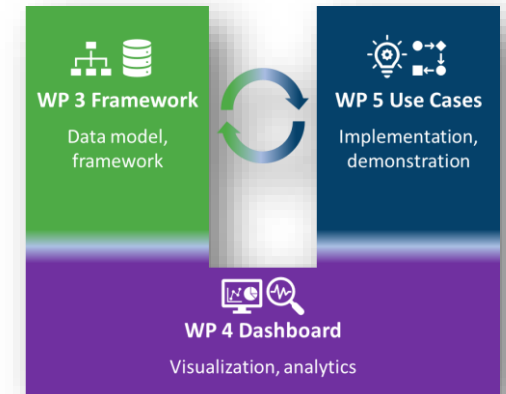 WP 3 Framework
Data model,
framework
WP 5 Use Cases
Implementation,
demonstration
WP 4 Dashboard
Visualization, analytics